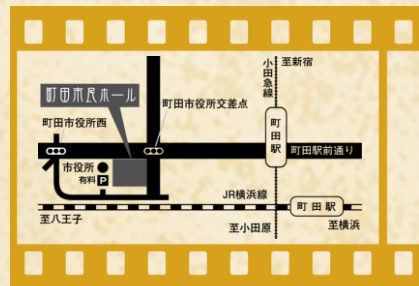 至新宿
小田急線
町田市民ホール
町田市役所交差点
町田市役所西
町田駅
町田駅前通り
市役所
有料 P
JR横浜線
町田駅
至八王子
至小田原
至横浜